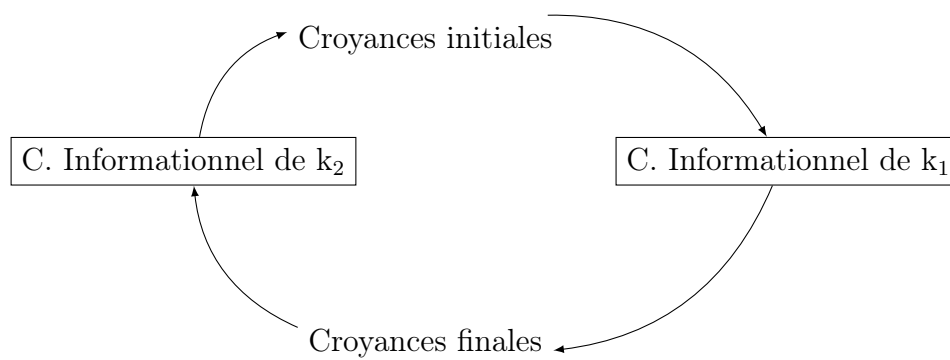 Croyances initiales
C. Informationnel de k₂
C. Informationnel de k₁
Croyances finales